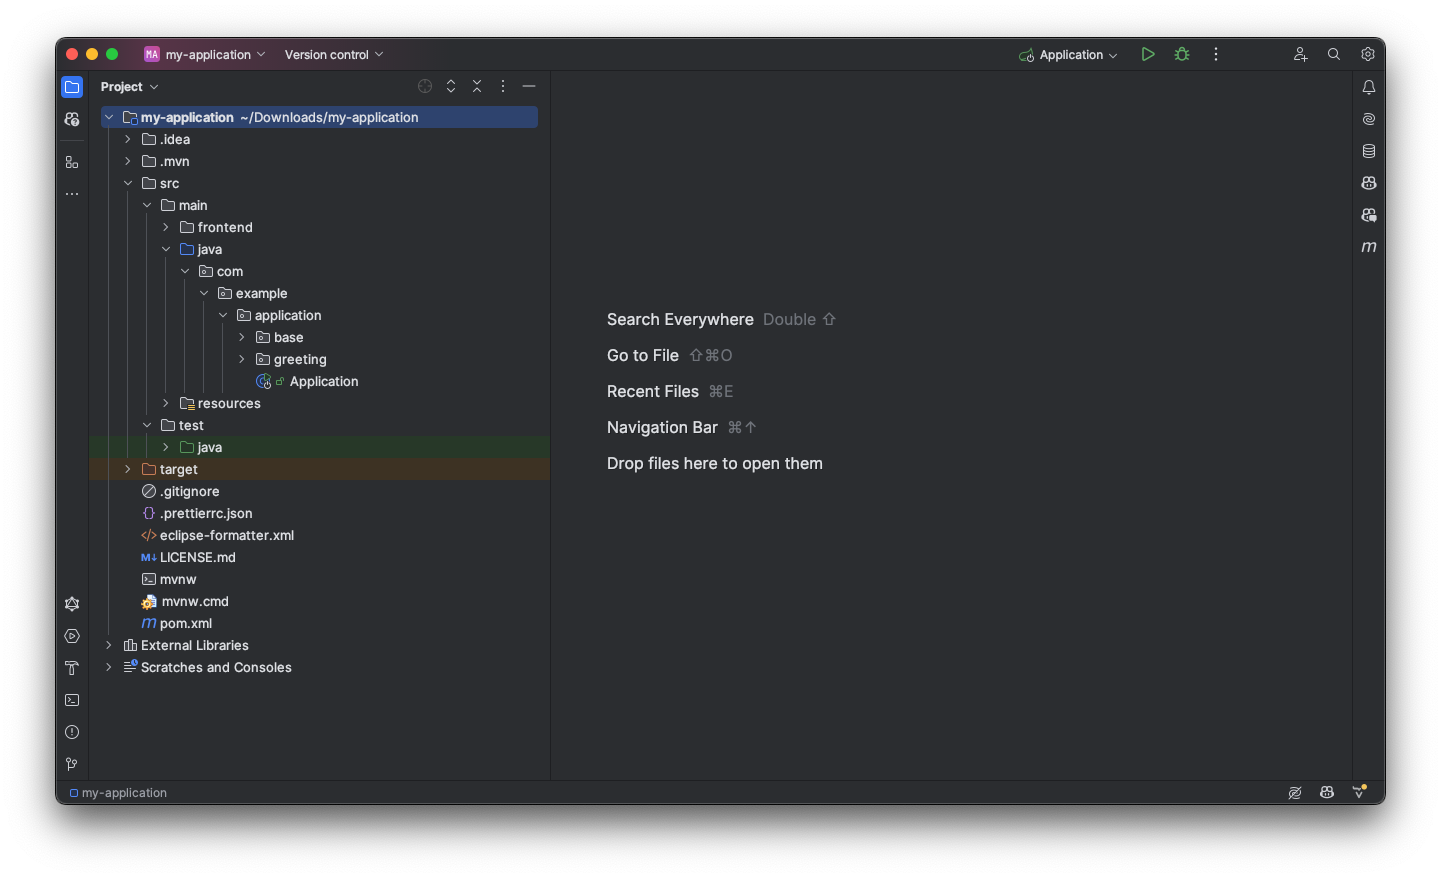 MA my-application Version control Application
Project
my-application ~/Downloads/my-application
.idea
.mvn
src
main
frontend
java
com
example
application
base
greeting
Application
resources
test
java
target
.gitignore
.prettierrc.json
eclipse-formatter.xml
LICENSE.md
mvnw
mvnw.cmd
pom.xml
External Libraries
Scratches and Consoles
Search Everywhere Double ⇧
Go to File ⇧⌘O
Recent Files ⌘E
Navigation Bar ⌘↑
Drop files here to open them
my-application